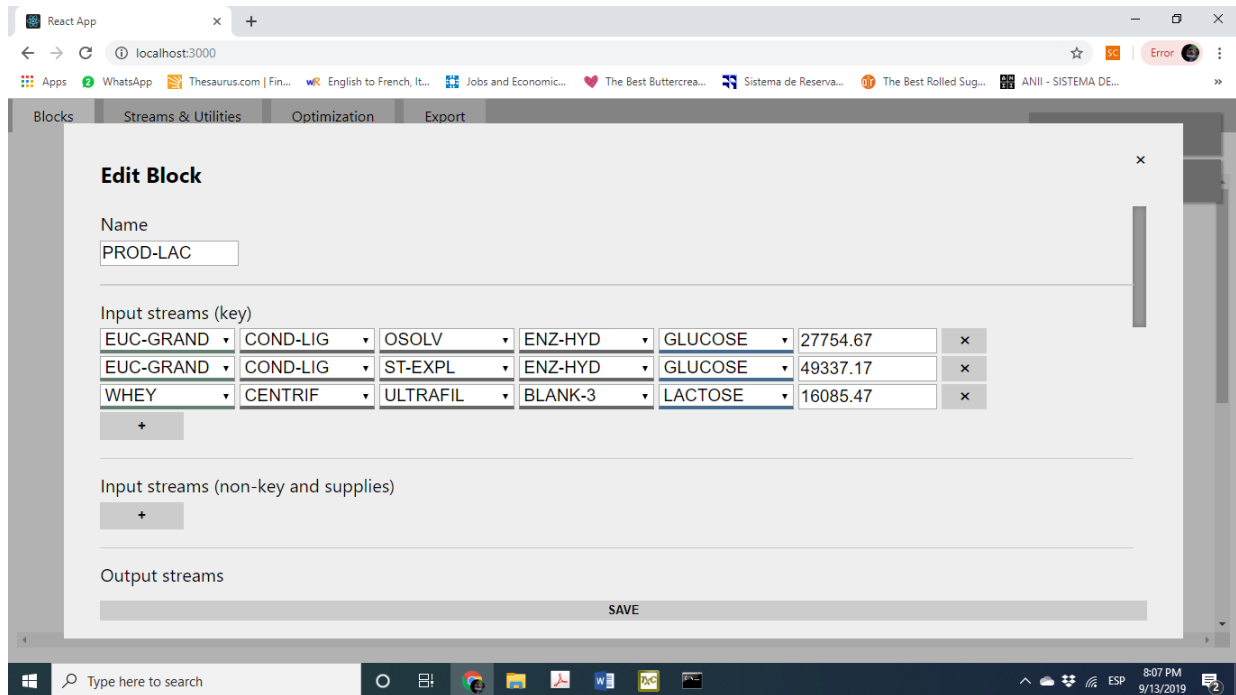 React App
localhost:3000
SC
Error
Apps WhatsApp Thesaurus.com | Fin... wR English to French, It... Jobs and Economic... The Best Buttercrea... Sistema de Reserva... The Best Rolled Sug... ANII - SISTEMA DE... »
Blocks Streams & Utilities Optimization Export
Edit Block
Name
PROD-LAC
Input streams (key)
EUC-GRAND COND-LIG OSOLV ENZ-HYD GLUCOSE 27754.67
EUC-GRAND COND-LIG ST-EXPL ENZ-HYD GLUCOSE 49337.17
WHEY CENTRIF ULTRAFIL BLANK-3 LACTOSE 16085.47
+
Input streams (non-key and supplies)
+
Output streams
SAVE
Type here to search
ESP
8:07 PM
9/13/2019